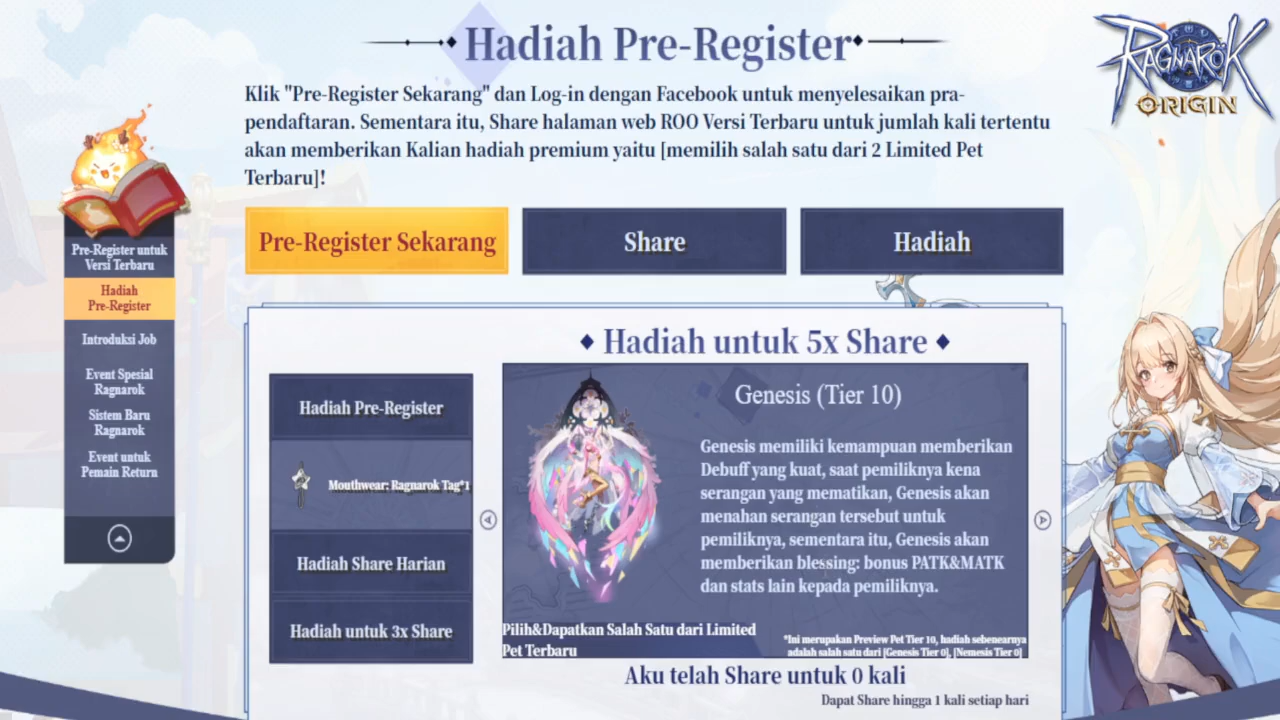 Hadiah Pre-Register
RAGNARÖK
ORIGIN
Klik "Pre-Register Sekarang" dan Log-in dengan Facebook untuk menyelesaikan pra-
pendaftaran. Sementara itu, Share halaman web ROO Versi Terbaru untuk jumlah kali tertentu
akan memberikan Kalian hadiah premium yaitu [memilih salah satu dari 2 Limited Pet
Terbaru]!
Pre-Register Sekarang
Share
Hadiah
Pre-Register untuk
Versi Terbaru
Hadiah
Pre-Register
Introduksi Job
Event Spesial
Ragnarok
Sistem Baru
Ragnarok
Event untuk
Pemain Return
Hadiah untuk 5x Share
Hadiah Pre-Register
Mouthwear: Ragnarok Tag*1
Hadiah Share Harian
Hadiah untuk 3x Share
Genesis (Tier 10)
Genesis memiliki kemampuan memberikan
Debuff yang kuat, saat pemiliknya kena
serangan yang mematikan, Genesis akan
menahan serangan tersebut untuk
pemiliknya, sementara itu, Genesis akan
memberikan blessing: bonus PATK&MATK
dan stats lain kepada pemiliknya.
Pilih&Dapatkan Salah Satu dari Limited
Pet Terbaru
*Ini merupakan Preview Pet Tier 10, hadiah sebenearnya
adalah salah satu dari [Genesis Tier 0], [Nemesis Tier 0]
Aku telah Share untuk 0 kali
Dapat Share hingga 1 kali setiap hari